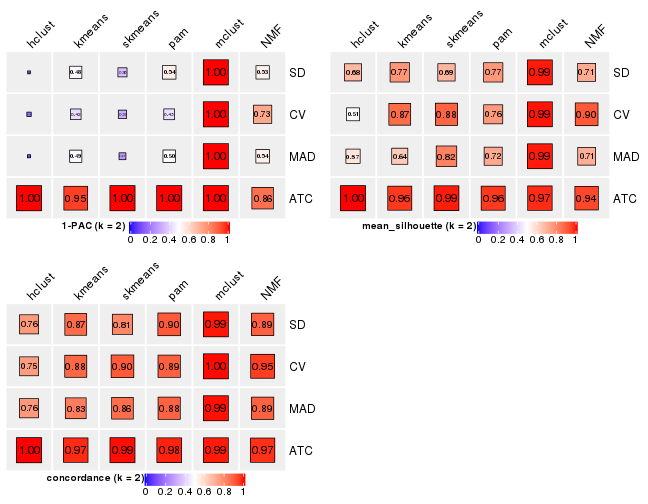 hclust kmeans skmeans pam mclust NMF
0.48 0.54 1.00 0.53 SD
1.00 0.73 CV
0.49 0.50 1.00 0.54 MAD
1.00 0.95 1.00 1.00 1.00 0.86 ATC
1-PAC (k = 2)
0 0.2 0.4 0.6 0.8 1
hclust kmeans skmeans pam mclust NMF
0.68 0.77 0.69 0.77 0.99 0.71 SD
0.51 0.87 0.88 0.76 0.99 0.90 CV
0.57 0.64 0.82 0.72 0.99 0.71 MAD
1.00 0.96 0.99 0.96 0.97 0.94 ATC
mean_silhouette (k = 2)
0 0.2 0.4 0.6 0.8 1
hclust kmeans skmeans pam mclust NMF
0.76 0.87 0.81 0.90 0.99 0.89 SD
0.75 0.88 0.90 0.89 1.00 0.95 CV
0.76 0.83 0.86 0.88 0.99 0.89 MAD
1.00 0.97 0.99 0.98 0.99 0.97 ATC
concordance (k = 2)
0 0.2 0.4 0.6 0.8 1